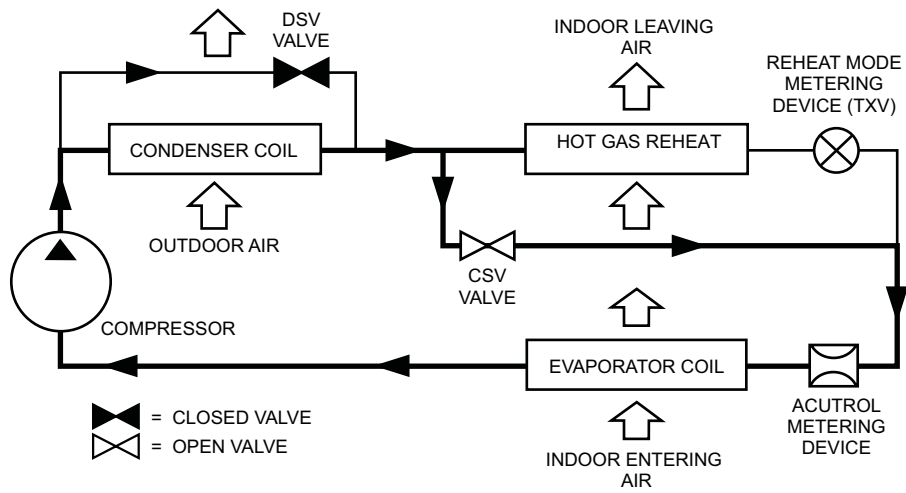 DSV
VALVE
INDOOR LEAVING
AIR
REHEAT MODE
METERING
DEVICE (TXV)
CONDENSER COIL
HOT GAS REHEAT
OUTDOOR AIR
CSV
VALVE
COMPRESSOR
EVAPORATOR COIL
ACUTROL
METERING
DEVICE
= CLOSED VALVE
= OPEN VALVE
INDOOR ENTERING
AIR